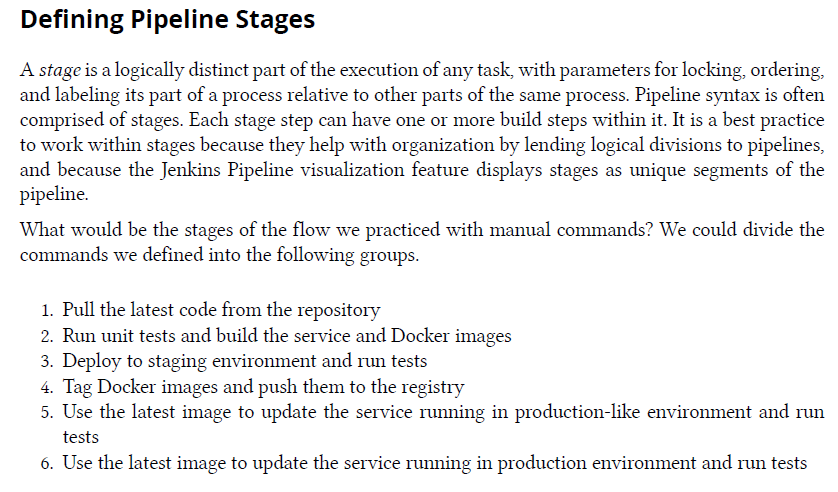 Defining Pipeline Stages
A stage is a logically distinct part of the execution of any task, with parameters for locking, ordering,
and labeling its part of a process relative to other parts of the same process. Pipeline syntax is often
comprised of stages. Each stage step can have one or more build steps within it. It is a best practice
to work within stages because they help with organization by lending logical divisions to pipelines,
and because the Jenkins Pipeline visualization feature displays stages as unique segments of the
pipeline.
What would be the stages of the flow we practiced with manual commands? We could divide the
commands we defined into the following groups.
1. Pull the latest code from the repository
2. Run unit tests and build the service and Docker images
3. Deploy to staging environment and run tests
4. Tag Docker images and push them to the registry
5. Use the latest image to update the service running in production-like environment and run
tests
6. Use the latest image to update the service running in production environment and run tests